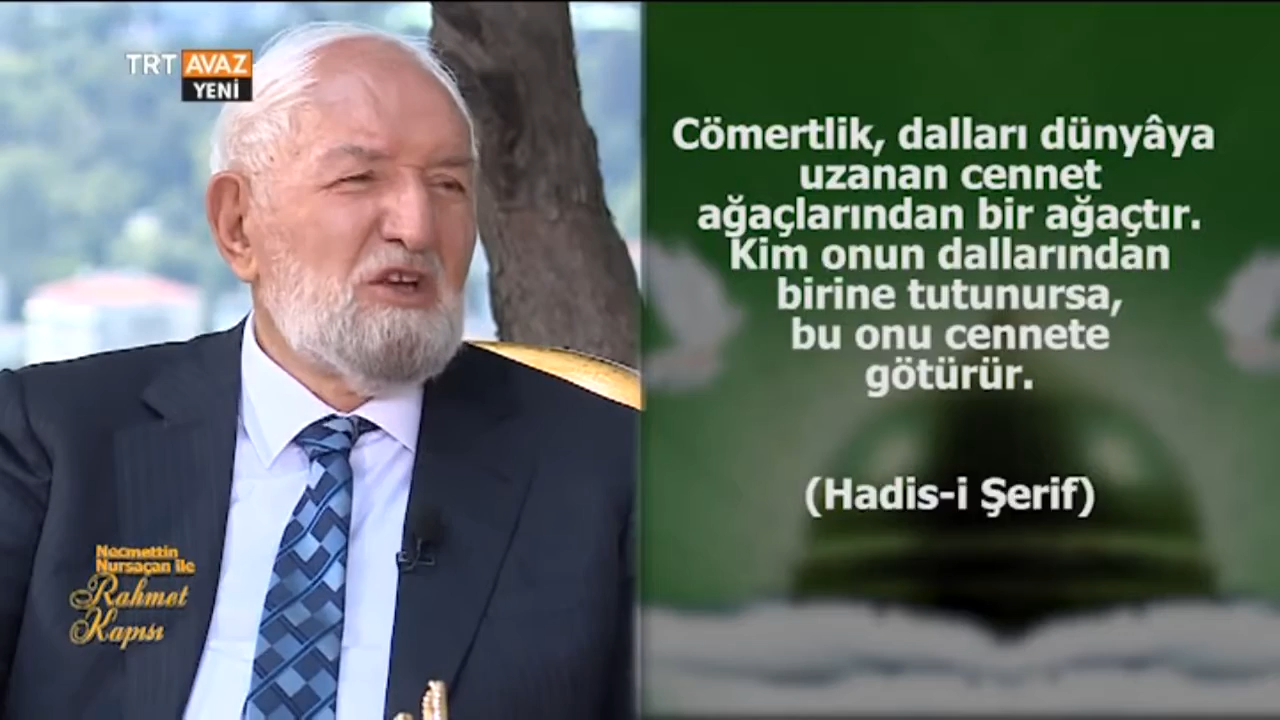 TRT AVAZ
YENİ
Cömertlik, dalları dünyâya
uzanan cennet
ağaçlarından bir ağaçtır.
Kim onun dallarından
birine tutunursa,
bu onu cennete
götürür.
(Hadis-i Şerif)
Necmettin
Nursaçan ile
Rahmet
Kapısı